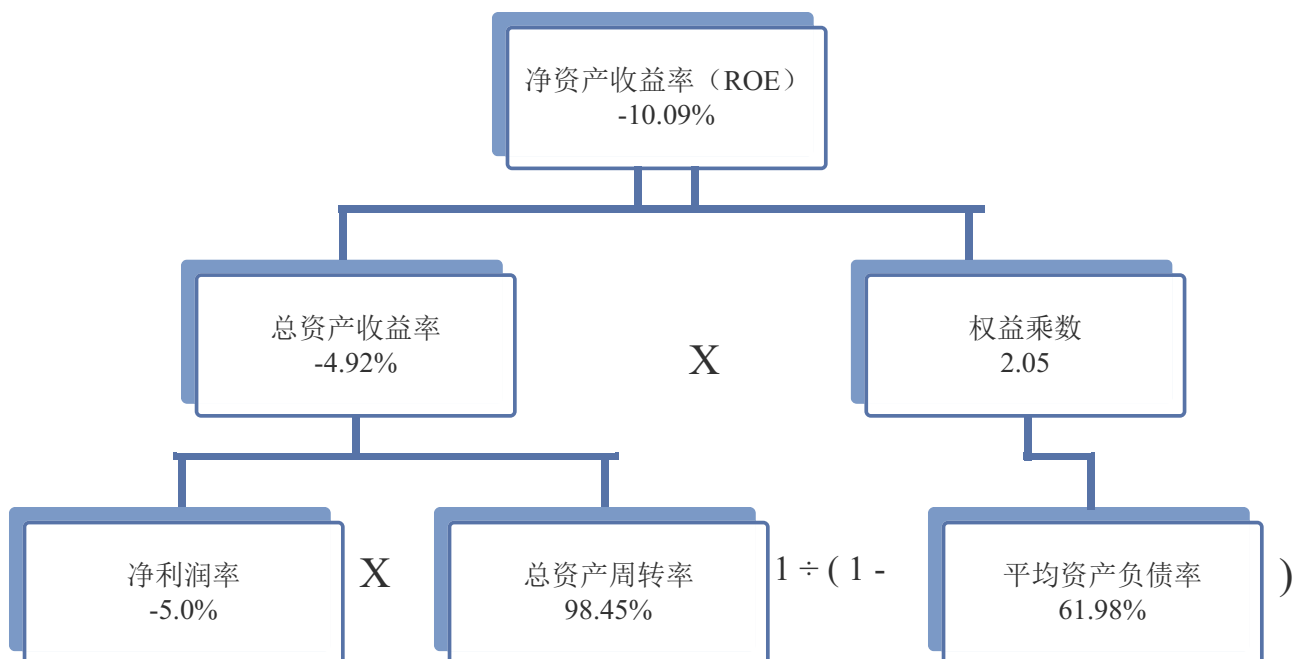 净资产收益率（ROE）
-10.09%
总资产收益率
-4.92%
X
权益乘数
2.05
净利润率
-5.0%
X
总资产周转率
98.45%
1 ÷ ( 1 -
平均资产负债率
61.98%
)